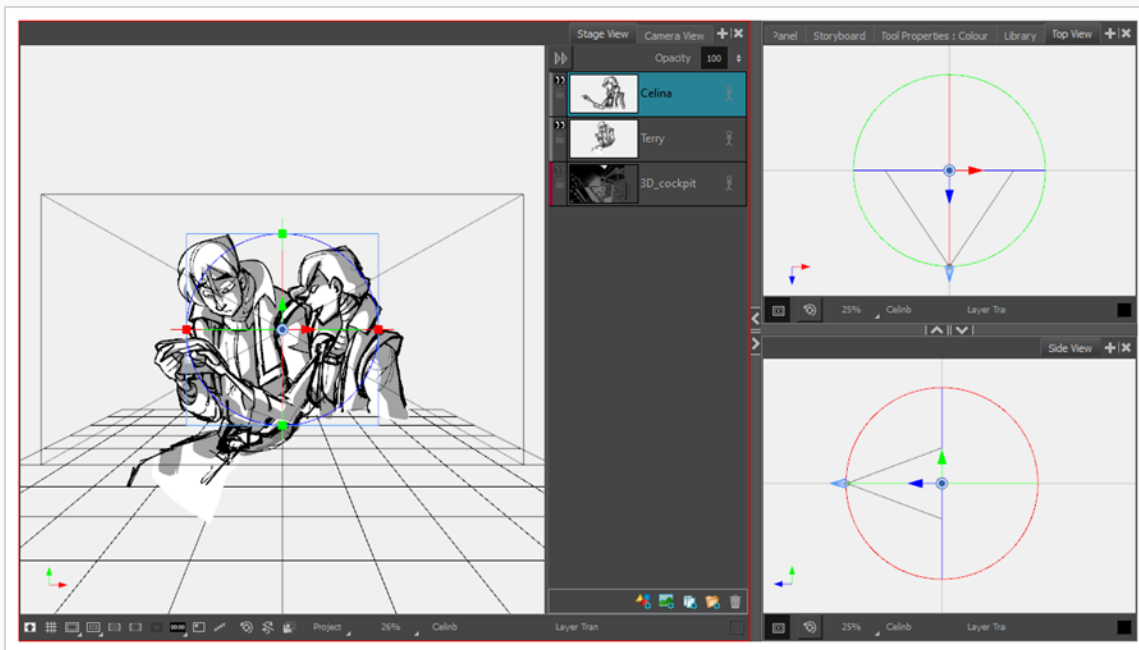 Stage View
Camera View
Panel
Storyboard
Tool Properties : Colour
Library
Top View
Opacity
100
Celina
Terry
3D_cockpit
25%
Celinb
Layer Tra
Side View
Project
26%
Celinb
Layer Tran
25%
Celinb
Layer Tra